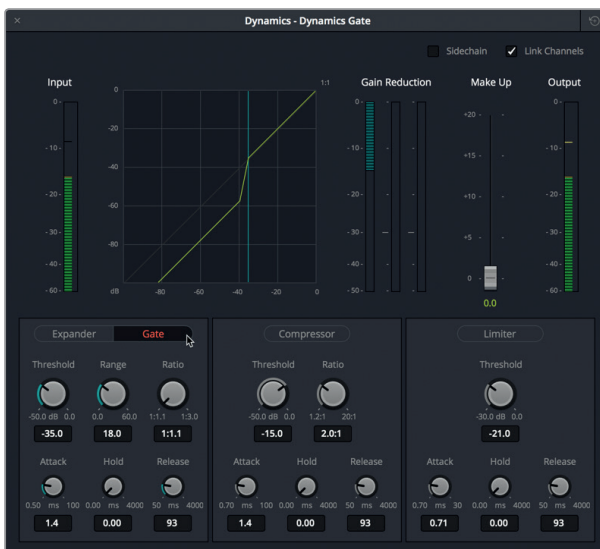 Dynamics - Dynamics Gate
Sidechain
Link Channels
Input
Gain Reduction
Make Up
Output
1:1
0-
-10-
-20-
-30-
-40-
-50-
-60-
0
-20
-40
-60
-80
dB
-80
-60
-40
-20
0
0-
-10-
-20-
-30-
-40-
-50
+20 -
+15 -
+10 -
+5 -
0 -
0.0
0-
-10-
-20-
-30-
-40-
-50-
-60-
Expander
Gate
Compressor
Limiter
Threshold Range Ratio
-50.0 dB 0.0
0.0 60.0
1:1.1 1:3.0
-35.0 18.0 1:1.1
Attack Hold Release
0.50 ms 100
0.00 ms 4000
50 ms 4000
1.4 0.00 93
Threshold Ratio
-50.0 dB 0.0
1.2:1 20:1
-15.0 2.0:1
Attack Hold Release
0.70 ms 100
0.00 ms 4000
50 ms 4000
1.4 0.00 93
Threshold
-30.0 dB 0.0
-21.0
Attack Hold Release
0.70 ms 30
0.00 ms 4000
50 ms 4000
0.71 0.00 93